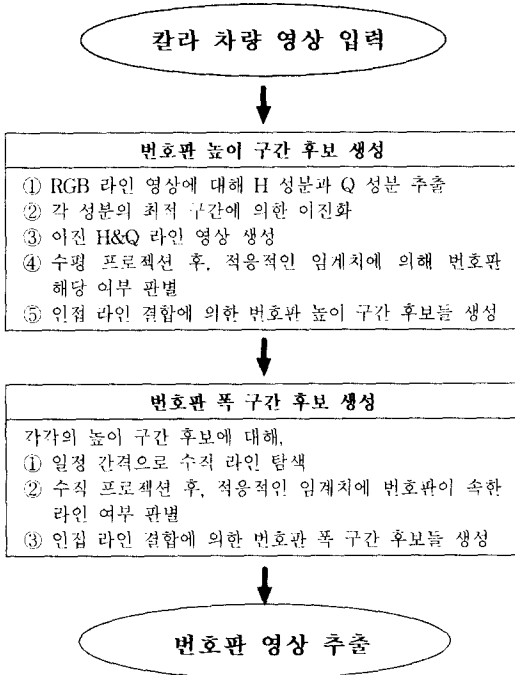 칼라 차량 영상 입력
번호판 높이 구간 후보 생성
① RGB 라인 영상에 대해 H 성분과 Q 성분 추출
② 각 성분의 최적 구간에 의한 이진화
③ 이진 H&Q 라인 영상 생성
④ 수평 프로젝션 후, 적응적인 임계치에 의해 번호판
해당 여부 판별
⑤ 인접 라인 결합에 의한 번호판 높이 구간 후보들 생성
번호판 폭 구간 후보 생성
각각의 높이 구간 후보에 대해,
① 일정 간격으로 수직 라인 탐색
② 수직 프로젝션 후, 적응적인 임계치에 번호판이 속한
라인 여부 판별
③ 인접 라인 결합에 의한 번호판 폭 구간 후보들 생성
번호판 영상 추출